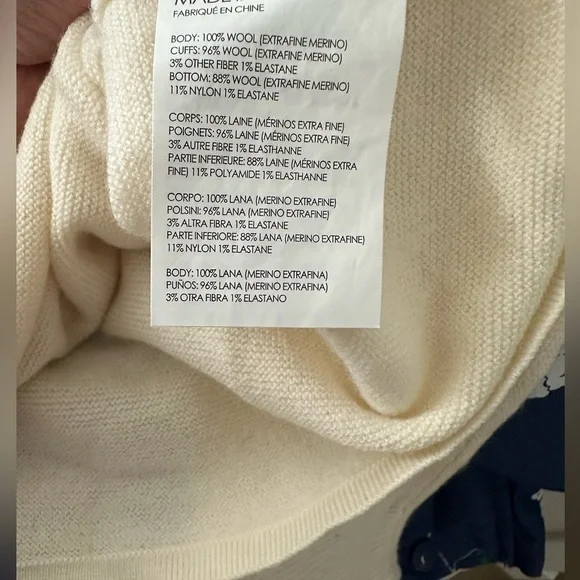 FABRIQUÉ EN CHINE
BODY: 100% WOOL (EXTRAFINE MERINO)
CUFFS: 96% WOOL (EXTRAFINE MERINO)
3% OTHER FIBER 1% ELASTANE
BOTTOM: 88% WOOL (EXTRAFINE MERINO)
11% NYLON 1% ELASTANE
CORPS: 100% LAINE (MÉRINOS EXTRA FINE)
POIGNETS: 96% LAINE (MÉRINOS EXTRA FINE)
3% AUTRE FIBRE 1% ELASTHANNE
PARTIE INFERIEURE: 88% LAINE (MÉRINOS EXTRA
FINE) 11% POLYAMIDE 1% ELASTHANNE
CORPO: 100% LANA (MERINO EXTRAFINE)
POLSINI: 96% LANA (MERINO EXTRAFINE)
3% ALTRA FIBRA 1% ELASTANE
PARTE INFERIORE: 88% LANA (MERINO EXTRAFINE)
11% NYLON 1% ELASTANE
BODY: 100% LANA (MERINO EXTRAFINA)
PUÑOS: 96% LANA (MERINO EXTRAFINA)
3% OTRA FIBRA 1% ELASTANO